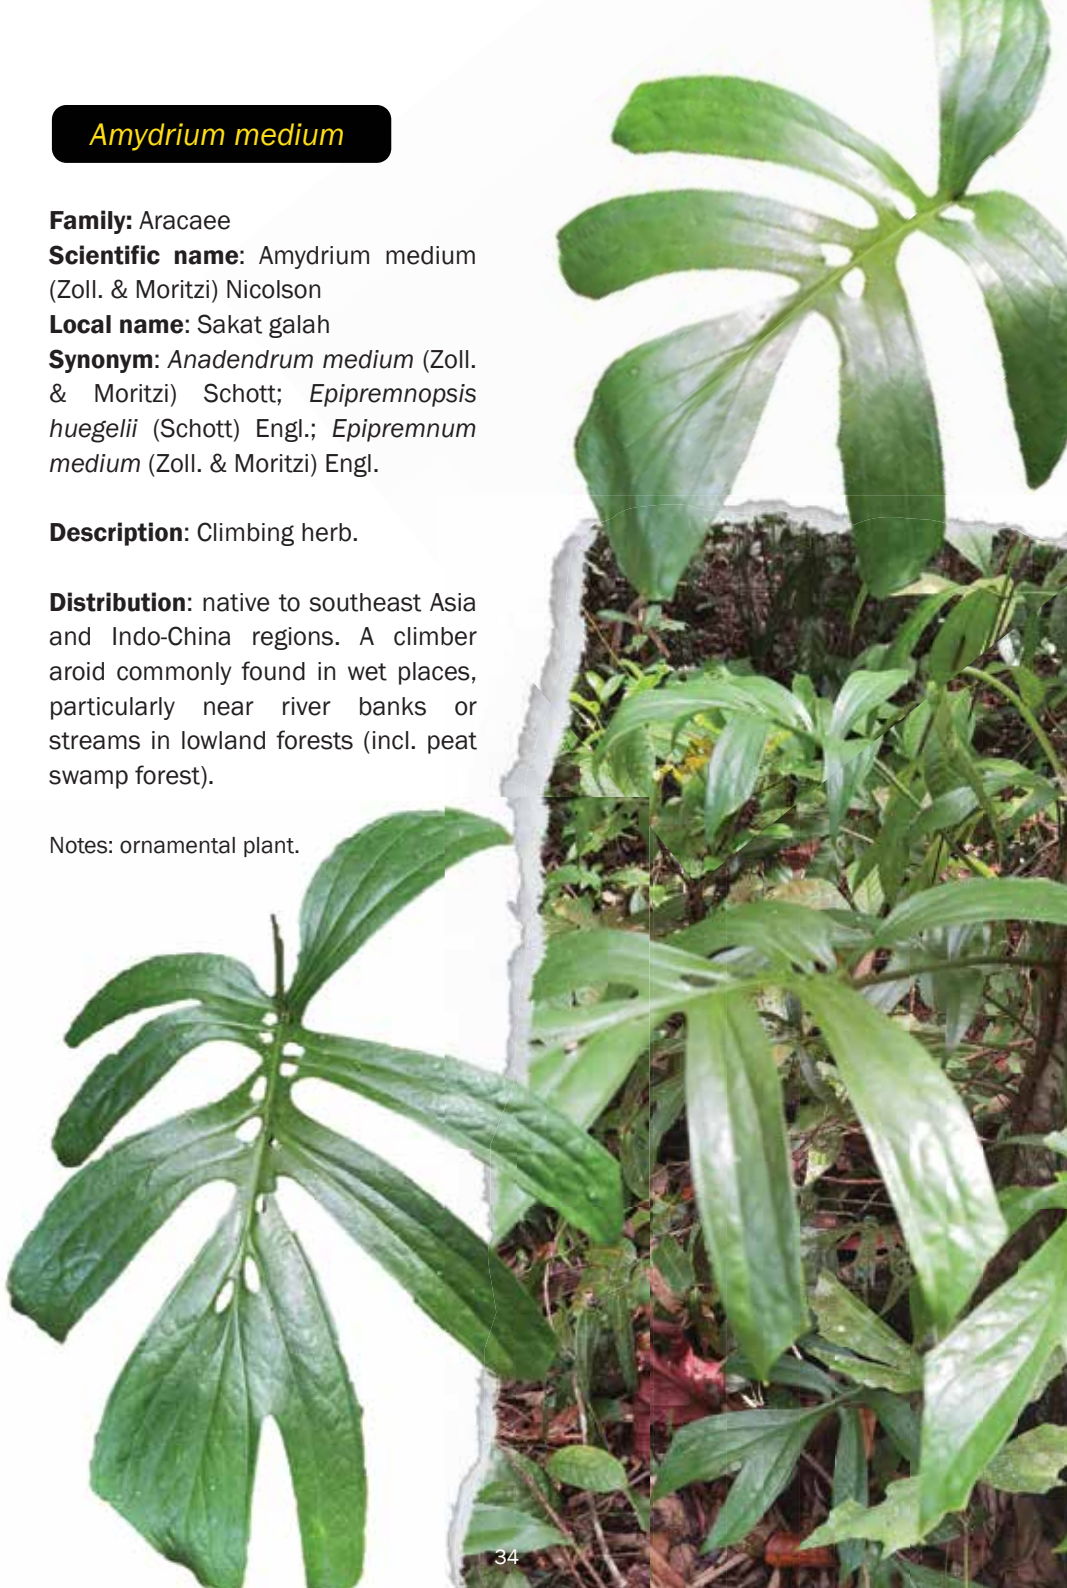 Amydrium medium
Family: Aracaee
Scientific name: Amydrium medium
(Zoll. & Moritzi) Nicolson
Local name: Sakat galah
Synonym: Anadendrum medium (Zoll.
& Moritzi) Schott; Epipremnopsis
huegelii (Schott) Engl.; Epipremnum
medium (Zoll. & Moritzi) Engl.
Description: Climbing herb.
Distribution: native to southeast Asia
and Indo-China regions. A climber
aroid commonly found in wet places,
particularly near river banks or
streams in lowland forests (incl. peat
swamp forest).
Notes: ornamental plant.
34